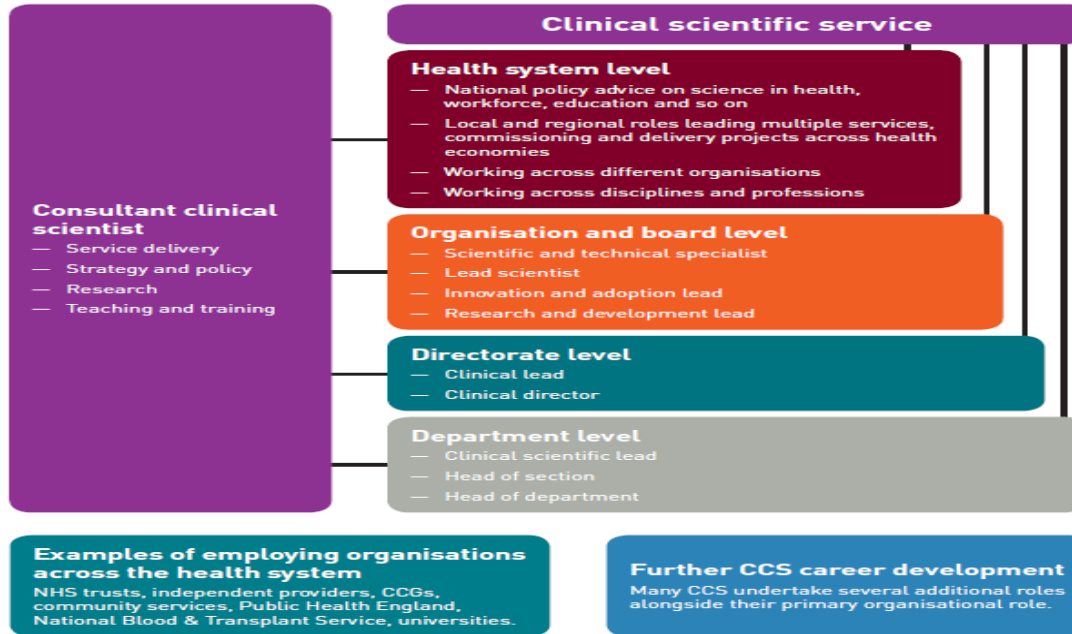 Clinical scientific service
Health system level
— National policy advice on science in health,
workforce, education and so on
— Local and regional roles leading multiple services,
commissioning and delivery projects across health
economies
— Working across different organisations
— Working across disciplines and professions
Consultant clinical
scientist
— Service delivery
— Strategy and policy
— Research
— Teaching and training
Organisation and board level
— Scientific and technical specialist
— Lead scientist
— Innovation and adoption lead
— Research and development lead
Directorate level
— Clinical lead
— Clinical director
Department level
— Clinical scientific lead
— Head of section
— Head of department
Examples of employing organisations
across the health system
NHS trusts, independent providers, CCGs,
community services, Public Health England,
National Blood & Transplant Service, universities.
Further CCS career development
Many CCS undertake several additional roles
alongside their primary organisational role.